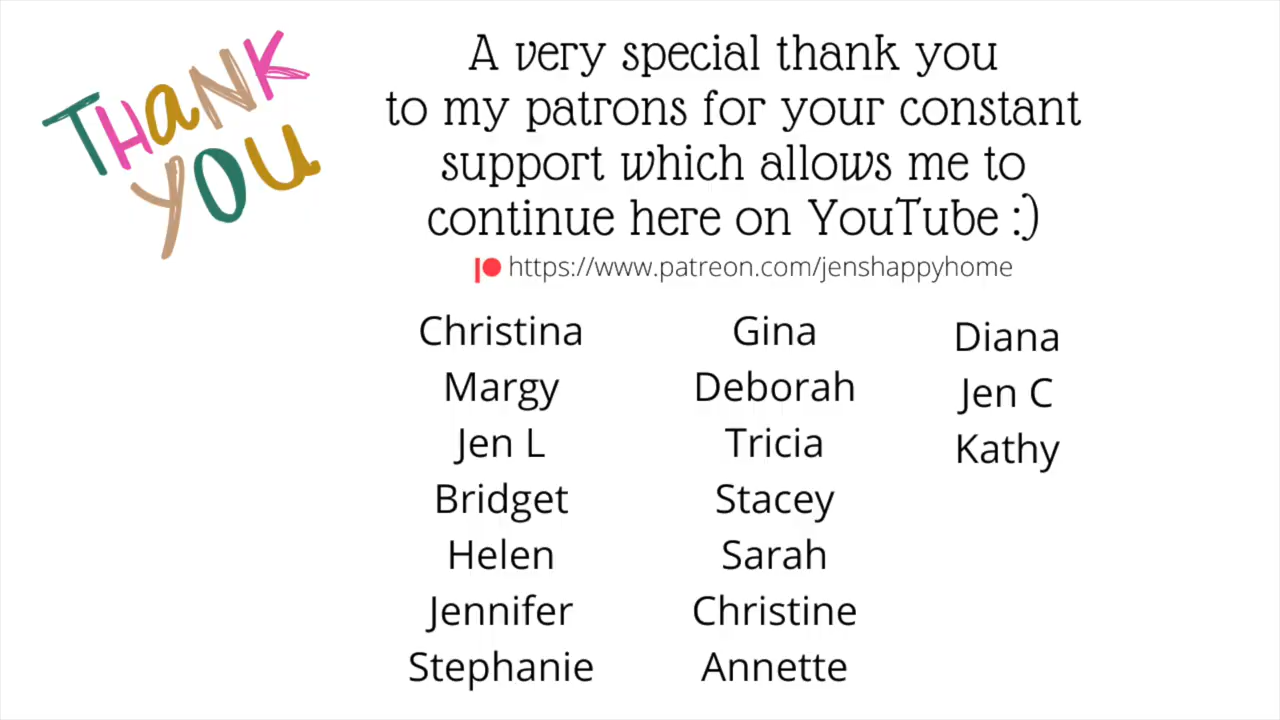 THANK
YOU
A very special thank you
to my patrons for your constant
support which allows me to
continue here on YouTube :)
https://www.patreon.com/jenshappyhome
Christina
Margy
Jen L
Bridget
Helen
Jennifer
Stephanie
Gina
Deborah
Tricia
Stacey
Sarah
Christine
Annette
Diana
Jen C
Kathy